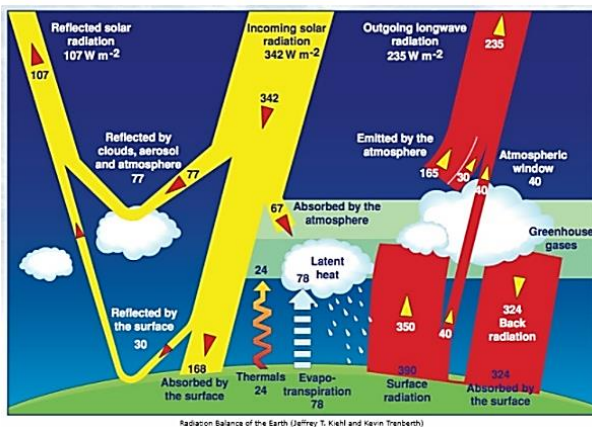 Reflected solar
radiation
107 W m-2
Incoming solar
radiation
342 W m-2
Outgoing longwave
radiation
235 W m-2
235
107
342
Reflected by
clouds, aerosol
and atmosphere
77
77
Emitted by the
atmosphere
165
30
40
Atmospheric
window
40
67
Absorbed by the
atmosphere
Greenhouse
gases
Latent
heat
24
78
Reflected by
the surface
30
350
40
324
Back
radiation
168
Absorbed by
the surface
Thermals
24
Evapo-
transpiration
78
390
Surface
radiation
324
Absorbed by
the surface
Radiation Balance of the Earth (Jeffrey T. Kiehl and Kevin Trenberth)